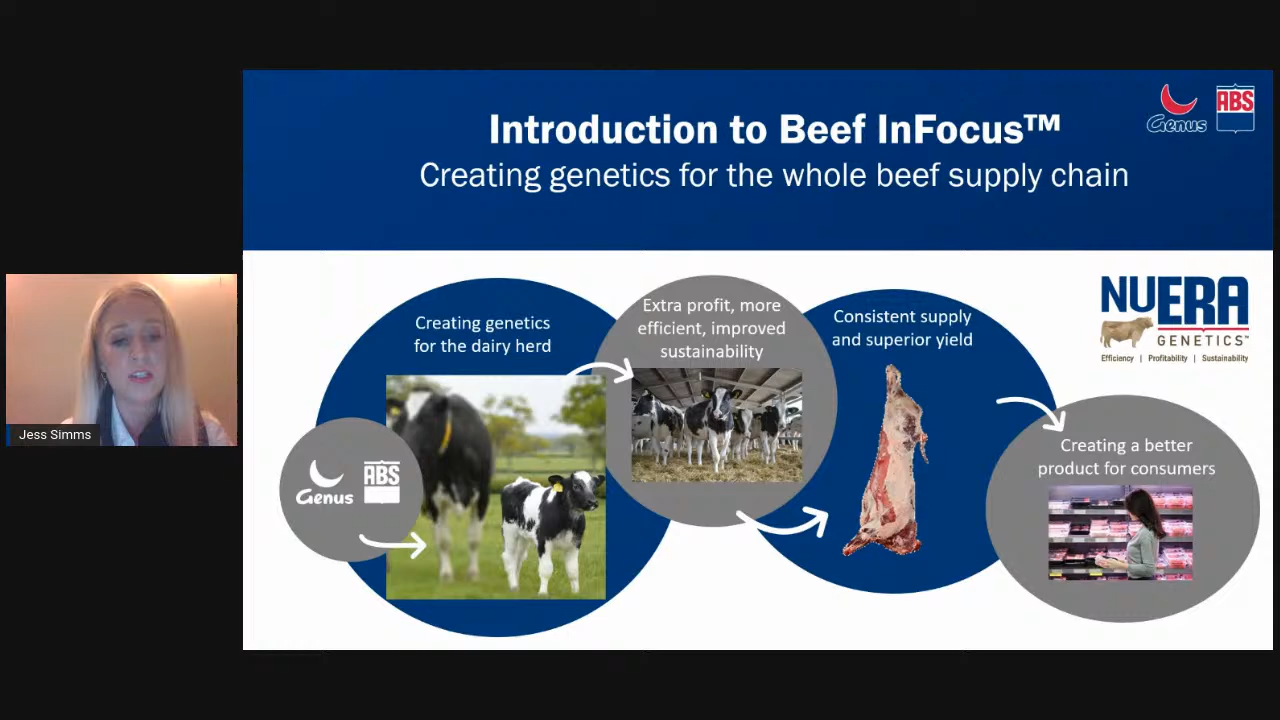 Introduction to Beef InFocus™
Creating genetics for the whole beef supply chain
Genus
ABS
NUERA
GENETICS™
Efficiency | Profitability | Sustainability
Creating genetics
for the dairy herd
Extra profit, more
efficient, improved
sustainability
Consistent supply
and superior yield
Creating a better
product for consumers
Genus
ABS
Jess Simms